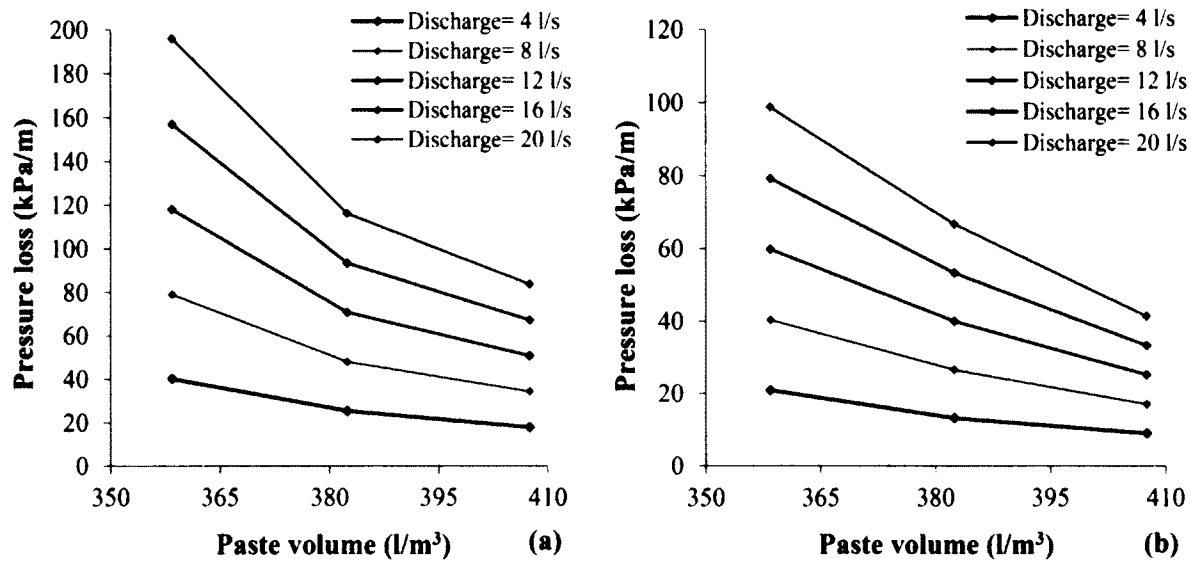 Discharge= 4 l/s
Discharge= 8 l/s
Discharge= 12 l/s
Discharge= 16 l/s
Discharge= 20 l/s
200
180
160
140
120
100
80
60
40
20
0
Pressure loss (kPa/m)
350
365
380
395
410
Paste volume (l/m³)
(a)
Discharge= 4 l/s
Discharge= 8 l/s
Discharge= 12 l/s
Discharge= 16 l/s
Discharge= 20 l/s
120
100
80
60
40
20
0
Pressure loss (kPa/m)
350
365
380
395
410
Paste volume (l/m³)
(b)